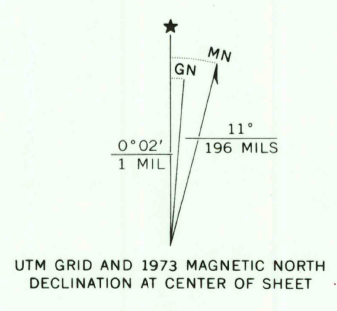 ★
MN
GN
0°02′
1 MIL
11°
196 MILS
UTM GRID AND 1973 MAGNETIC NORTH
DECLINATION AT CENTER OF SHEET